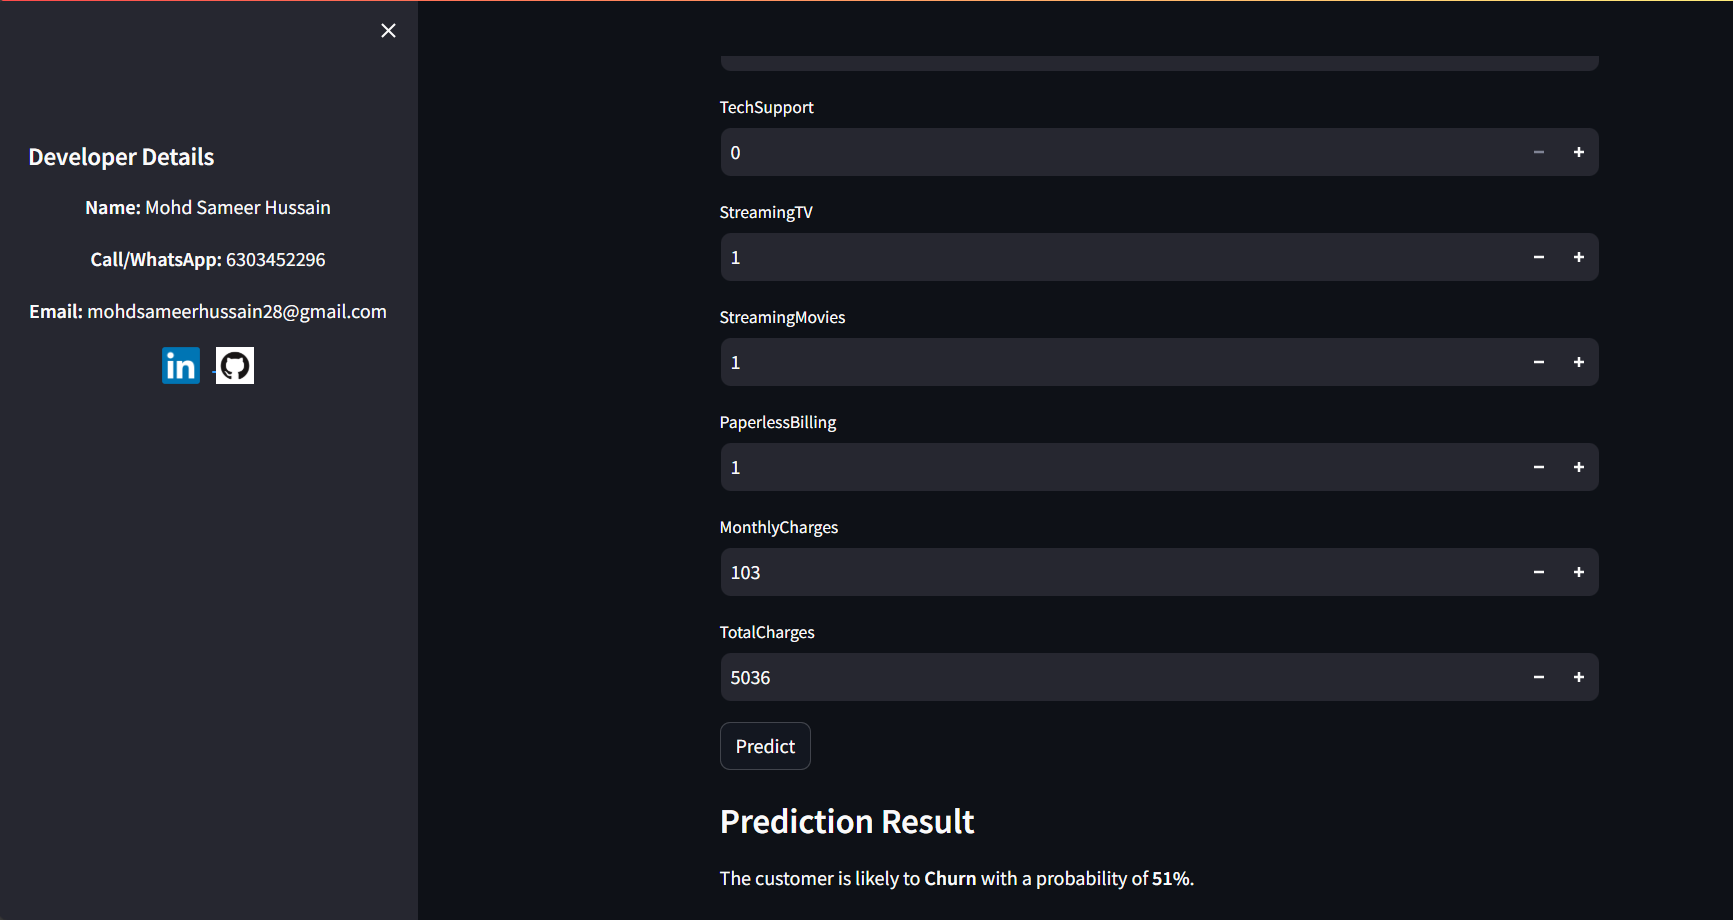 Developer Details
Name: Mohd Sameer Hussain
Call/WhatsApp: 6303452296
Email: mohdsameerhussain28@gmail.com
in
TechSupport
0
StreamingTV
1
StreamingMovies
1
PaperlessBilling
1
MonthlyCharges
103
TotalCharges
5036
Predict
Prediction Result
The customer is likely to Churn with a probability of 51%.